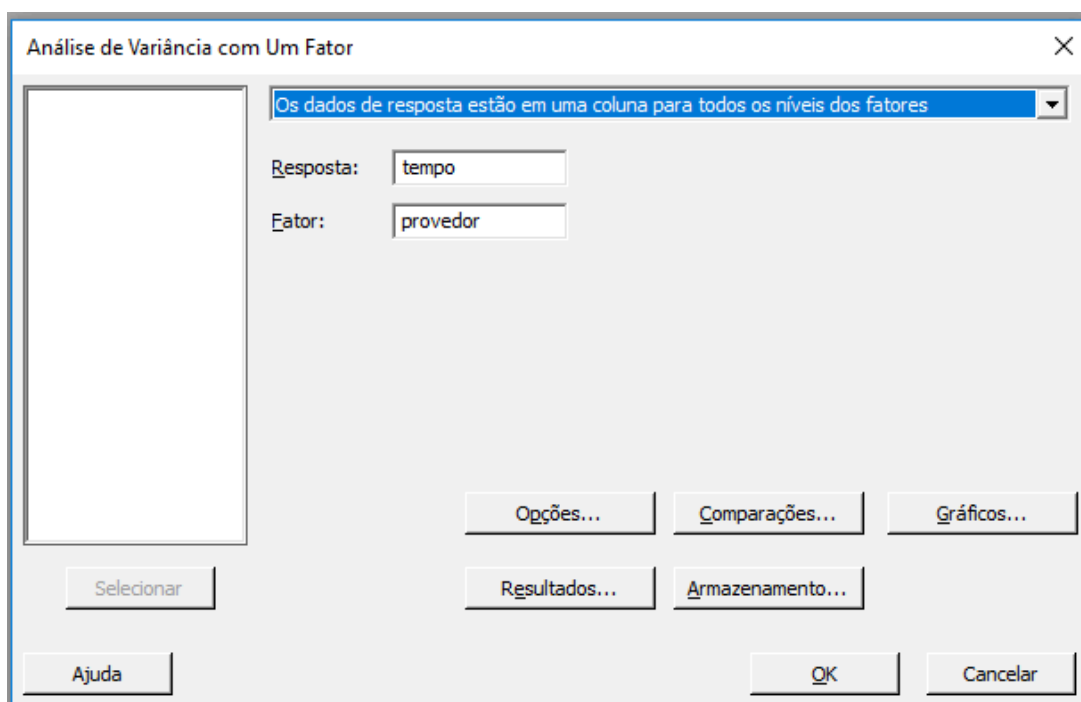 Análise de Variância com Um Fator
Os dados de resposta estão em uma coluna para todos os níveis dos fatores
Resposta: tempo
Fator: provedor
Opções... Comparações... Gráficos...
Selecionar Resultados... Armazenamento...
Ajuda OK Cancelar